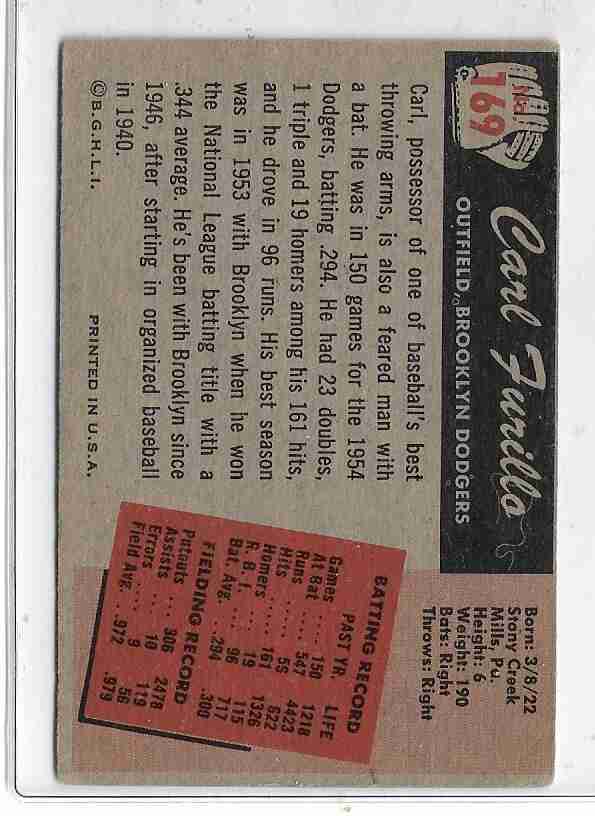 No.
169
Carl Furillo
OUTFIELD, BROOKLYN DODGERS
Born: 3/8/22
Stony Creek
Mills, Pa.
Height: 6
Weight: 190
Bats: Right
Throws: Right
Carl, possessor of one of baseball's best
throwing arms, is also a feared man with
a bat. He was in 150 games for the 1954
Dodgers, batting .294. He had 23 doubles,
1 triple and 19 homers among his 161 hits,
and he drove in 96 runs. His best season
was in 1953 with Brooklyn when he won
the National League batting title with a
.344 average. He's been with Brooklyn since
1946, after starting in organized baseball
in 1940.
©B.G.H.L.I. PRINTED IN U.S.A.
BATTING RECORD
PAST YR. LIFE
Games ..... 150 1218
At Bat .... 547 4423
Runs ..... 56 622
Hits ..... 161 1326
Homers .... 19 115
R. B. I. .... 96 717
Bat. Avg. .. .294 .300
FIELDING RECORD
Putouts .... 306 2478
Assists .... 10 119
Errors .... 9 56
Field Avg. .. .972 .979